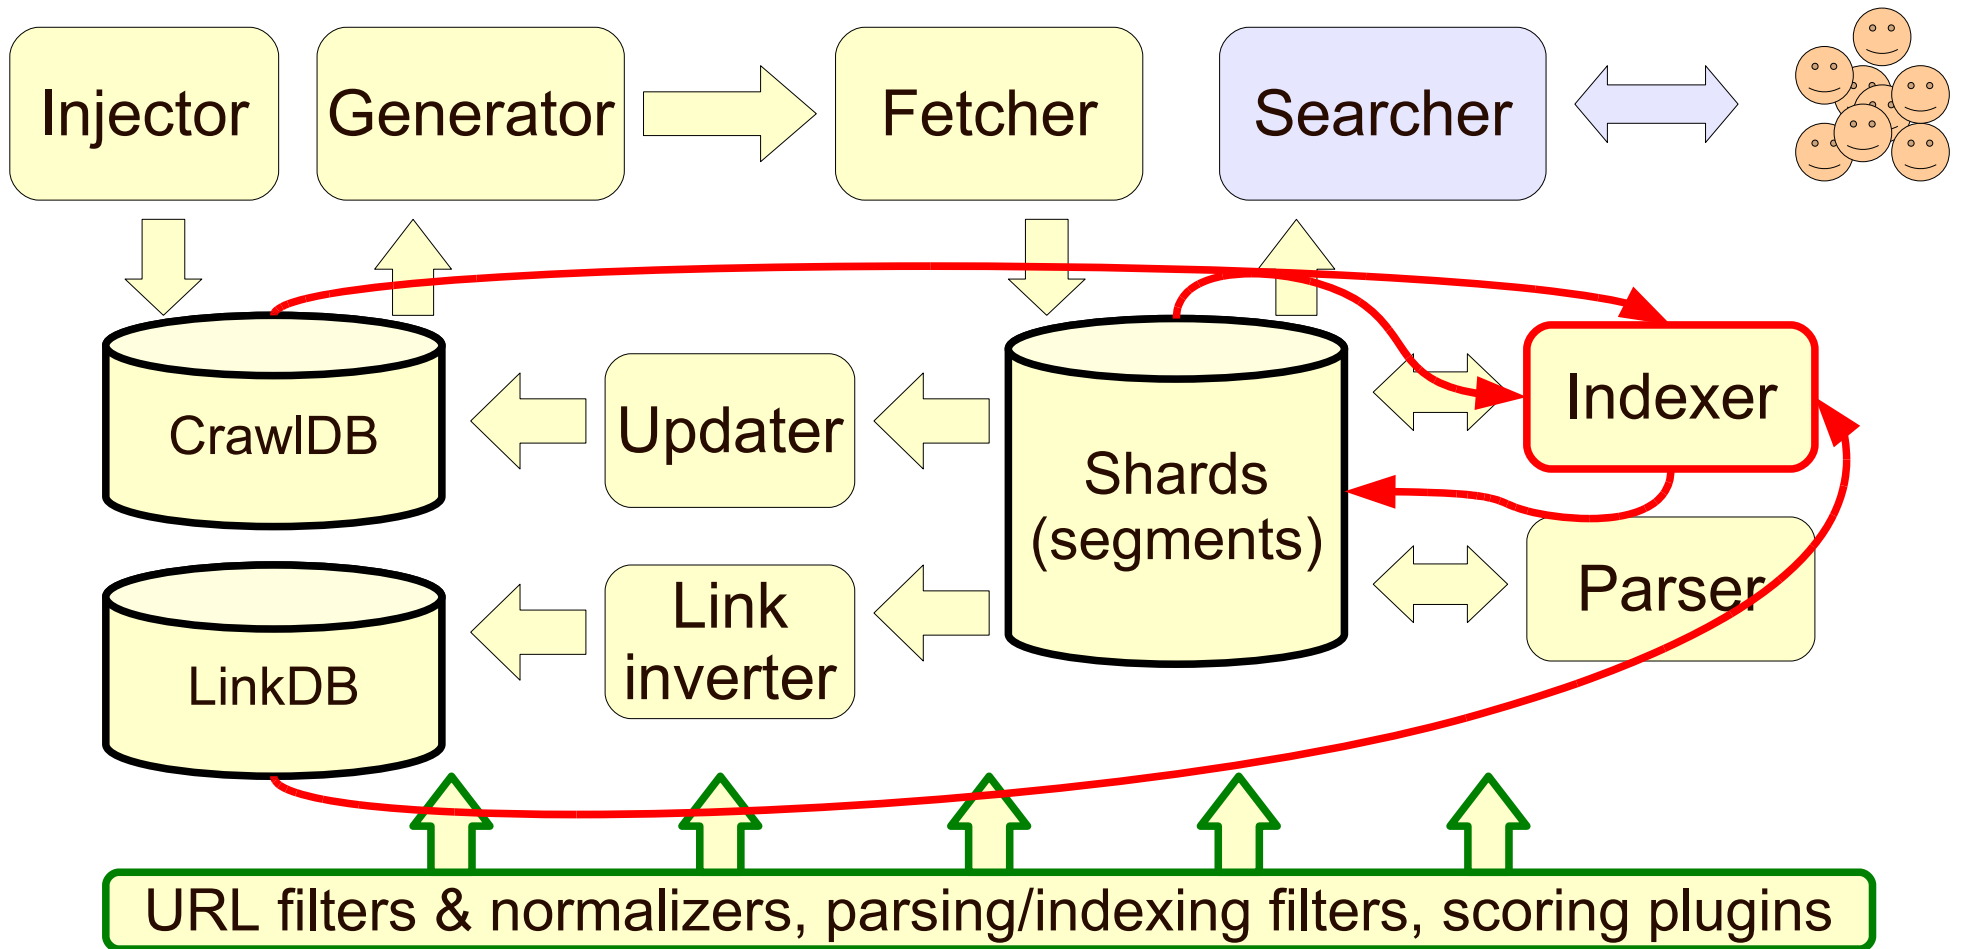 Injector
Generator
Fetcher
Searcher
CrawlDB
Updater
Shards
(segments)
Indexer
LinkDB
Link
inverter
Parser
URL filters & normalizers, parsing/indexing filters, scoring plugins